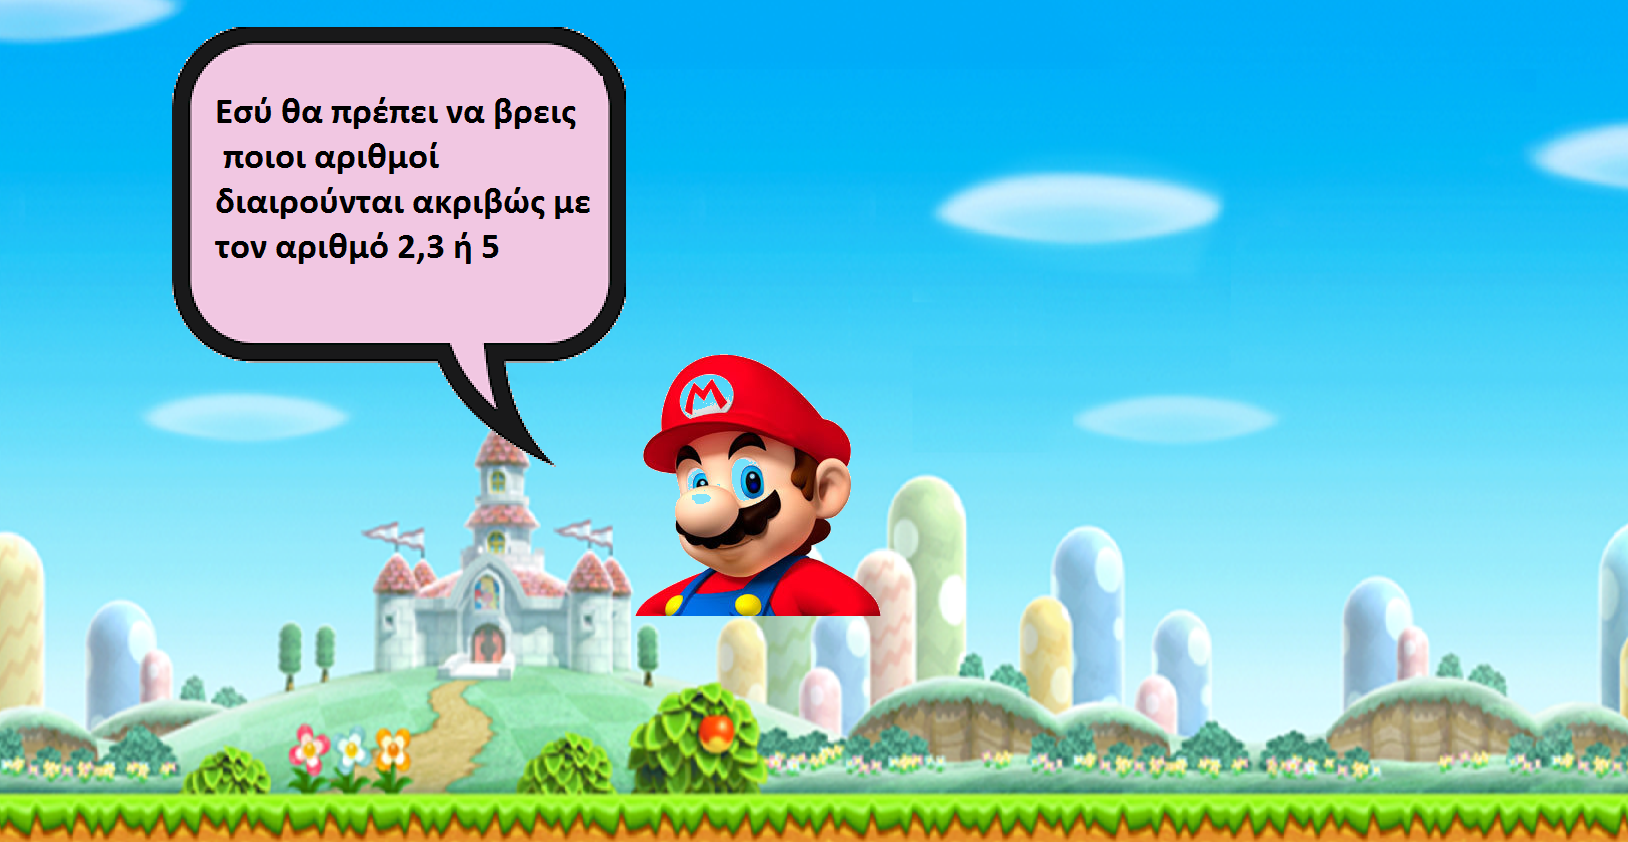 Εσύ θα πρέπει να βρεις
ποιοι αριθμοί
διαιρούνται ακριβώς με
τον αριθμό 2,3 ή 5
M